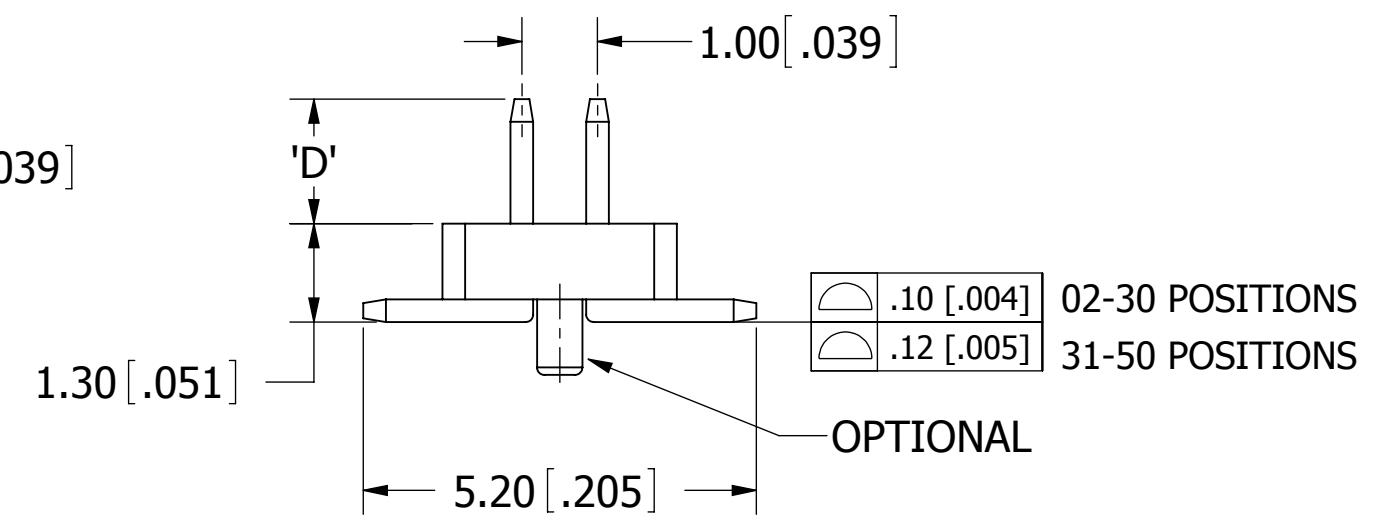 1.00[.039]
039]
'D'
.10 [.004] 02-30 POSITIONS
.12 [.005] 31-50 POSITIONS
1.30[.051]
OPTIONAL
5.20[.205]